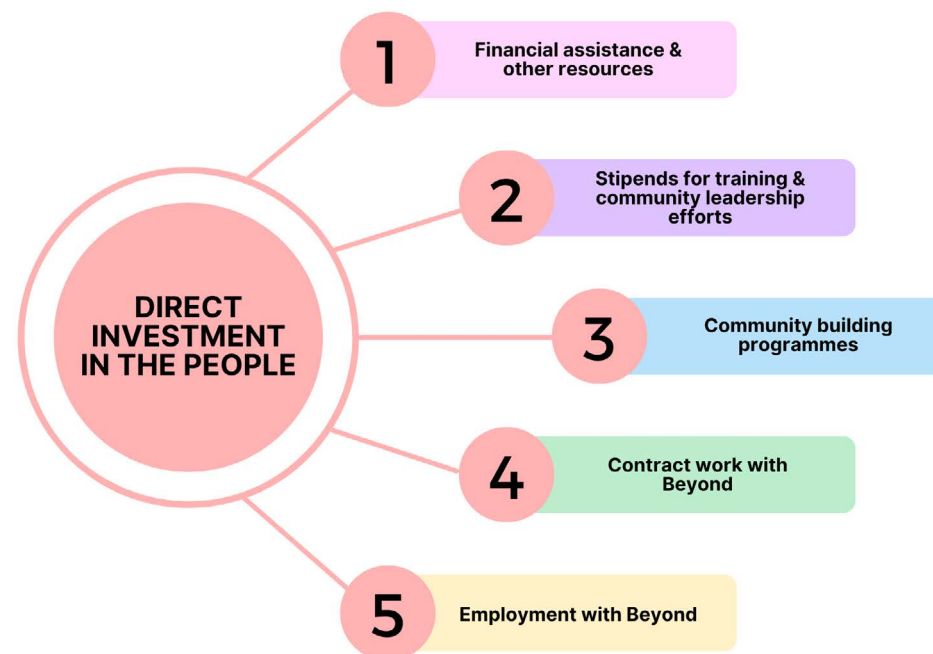 1
Financial assistance &
other resources
2
Stipends for training &
community leadership
efforts
DIRECT
INVESTMENT
IN THE PEOPLE
3
Community building
programmes
4
Contract work with
Beyond
5
Employment with Beyond